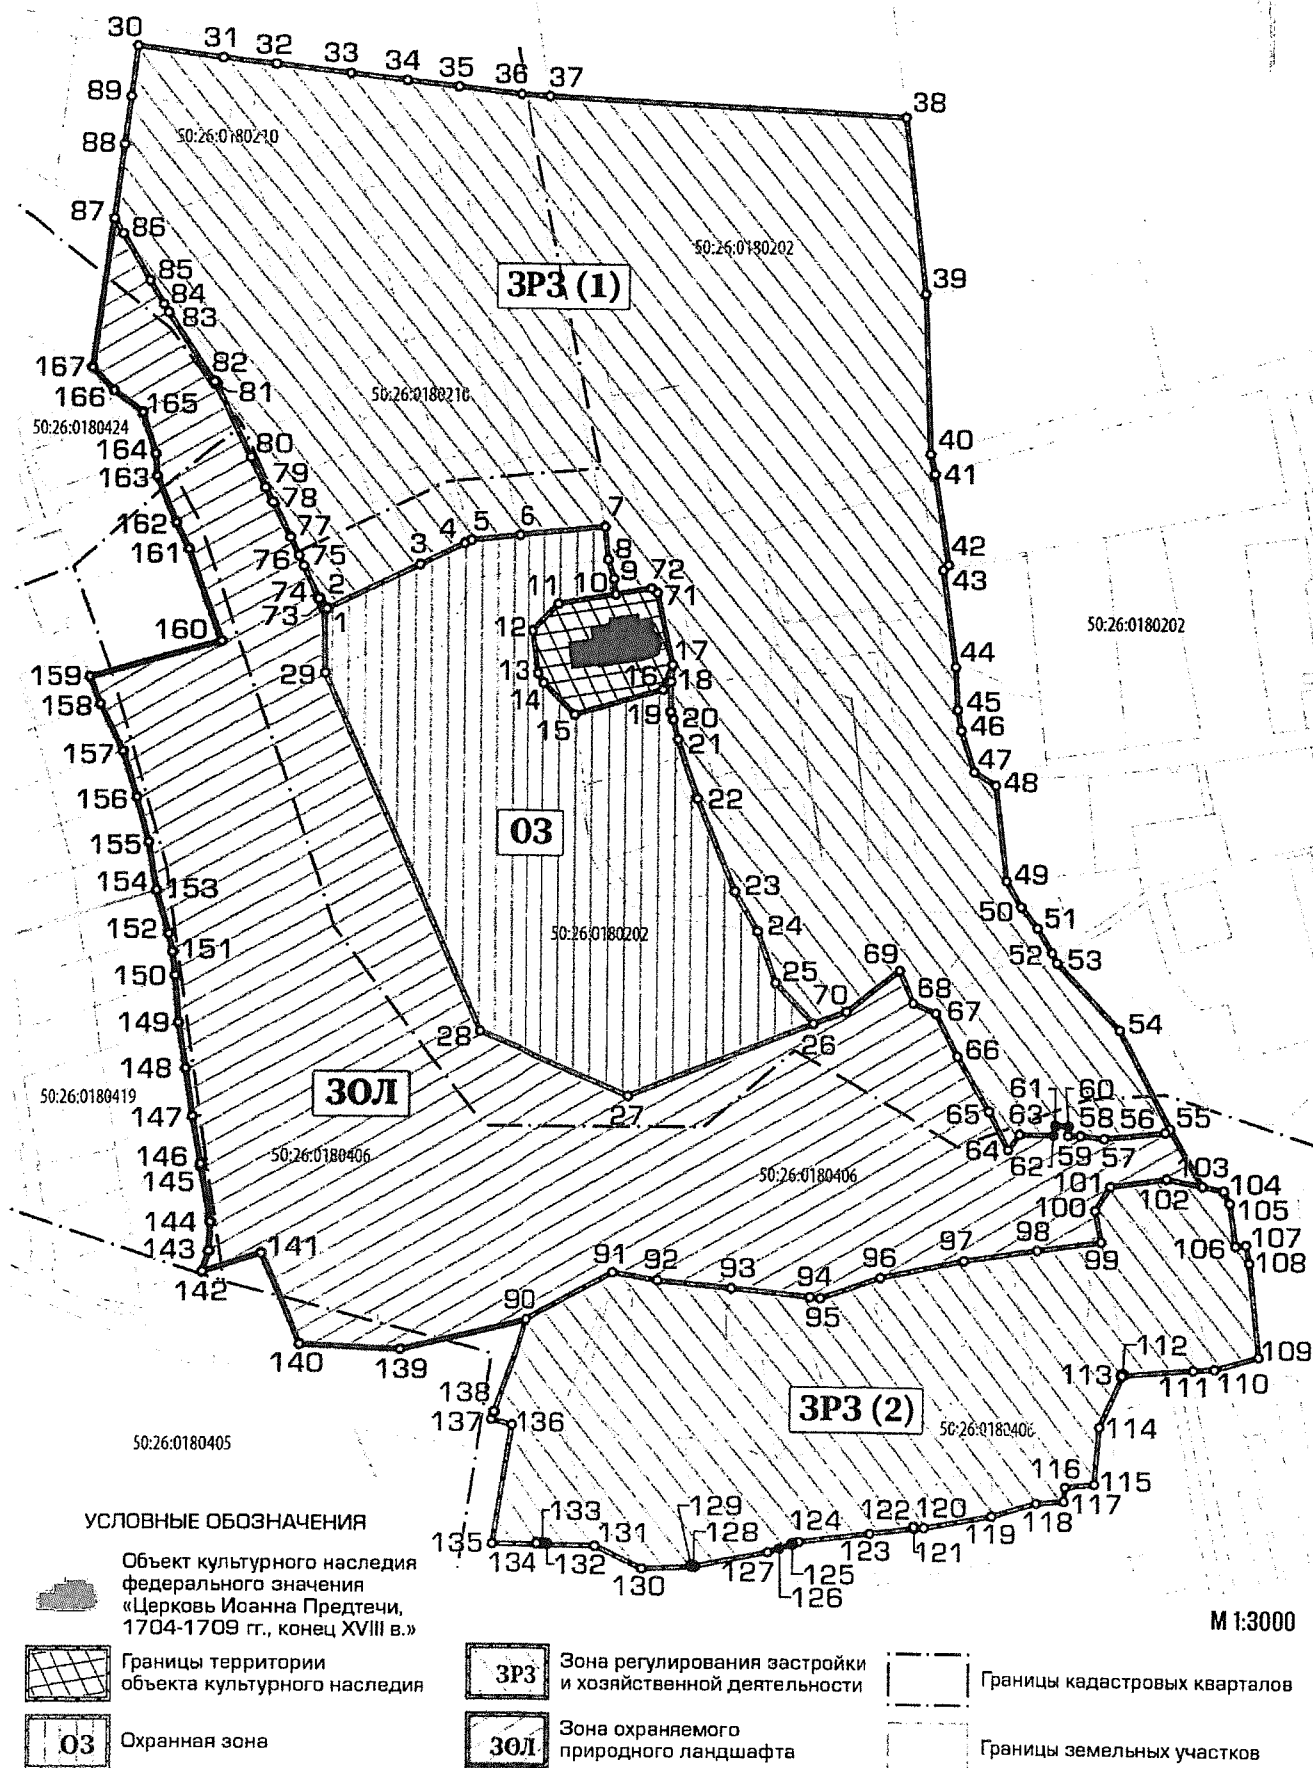 30 31 32 33 34 35 36 37 38
89
88
50:26:0180210
87 86
50:26:0180202
85
84
83
ЗРЗ (1)
39
167
82
166 81
165
50:26:0180210
50:26:0180424
164 80 40
163 79 41
78
162 77
161 76 75
4 5 6 7
3 8
42
43
74 2 9 72
73 1 11 10 71
160 12
50:26:0180202
17 44
159 29 13 16 18
158 14 19 45
15 20 46
157 21
47 48
156 22
155
ОЗ
154 153 23 49
152 24 50 51
151
50:26:0180202
69 52 53
150 25 70 68
149 67
28 26 54
148 66
ЗОЛ
50:26:0180419
27 61 60
147 65 63 58 56 55
146 64 62 59 57
50:26:0180406
50:26:0180406
145 101 103
102 104
144 100 105
143 141 91 92 93 94 96 97 98 99 106 107
142 95 108
90
140 139 112 109
113 111 110
138
137 136
ЗРЗ (2)
50:26:0180406
114
50:26:0180405
116 115
117
133 129 120 118
135 131 128 124 122 119
134 132 123 121
130 127 125
126
УСЛОВНЫЕ ОБОЗНАЧЕНИЯ
Объект культурного наследия
федерального значения
«Церковь Иоанна Предтечи,
1704-1709 гг., конец XVIII в.»
М 1:3000
Границы территории
объекта культурного наследия
ЗРЗ
Зона регулирования застройки
и хозяйственной деятельности
Границы кадастровых кварталов
ОЗ
Охранная зона
ЗОЛ
Зона охраняемого
природного ландшафта
Границы земельных участков